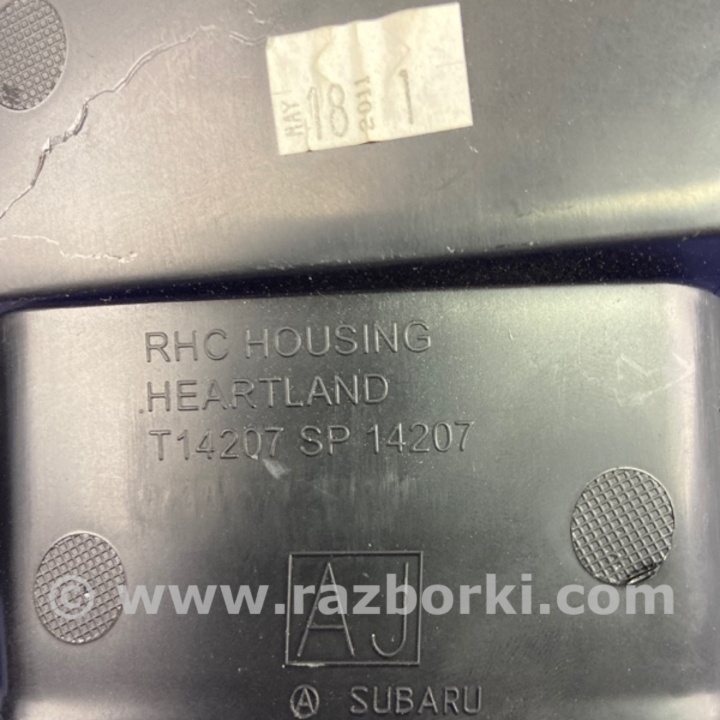 MAY 18 2011 1
RHC HOUSING
HEARTLAND
T14207 SP 14207
AJ
© www.razborki.com
A SUBARU